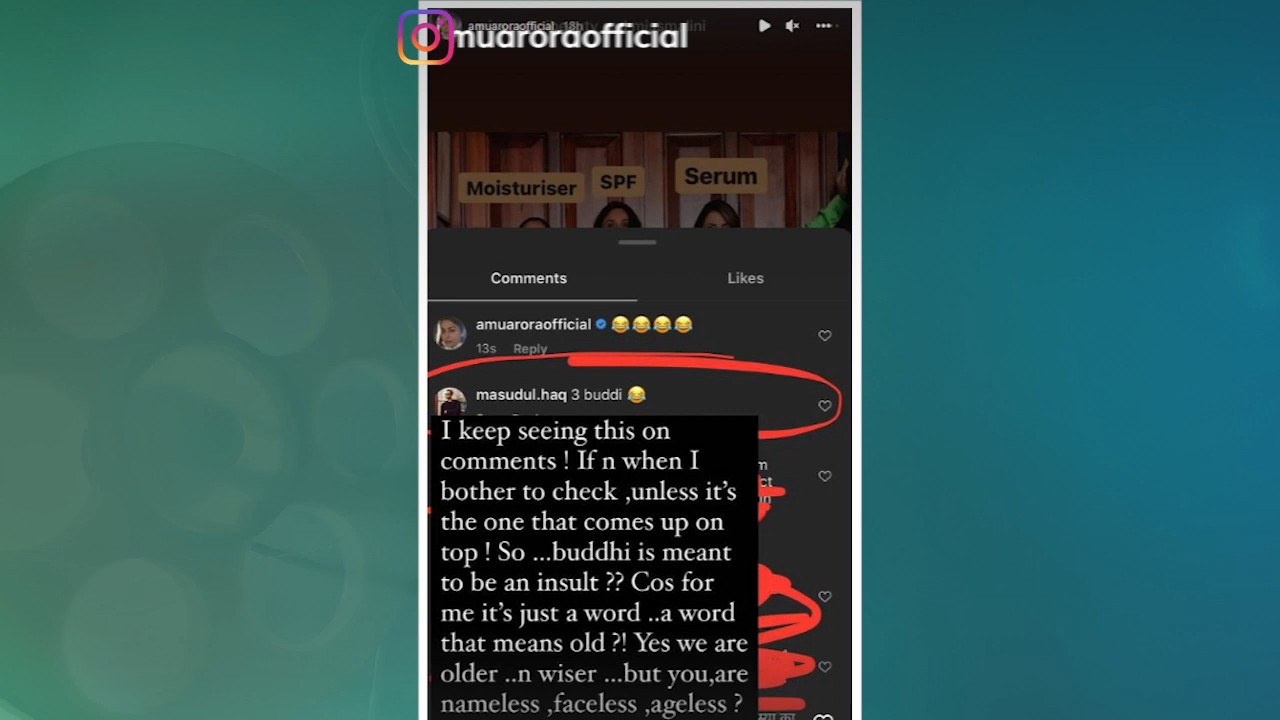 amuaroraofficial 18h
muaroraofficial
Moisturiser
SPF
Serum
Comments
Likes
amuaroraofficial 😂😂😂😂
13s Reply
masudul.haq 3 buddi 😂
I keep seeing this on
comments ! If n when I
bother to check ,unless it’s
the one that comes up on
top ! So ...buddhi is meant
to be an insult ?? Cos for
me it’s just a word ..a word
that means old ?! Yes we are
older ..n wiser ...but you,are
nameless ,faceless ,ageless ?